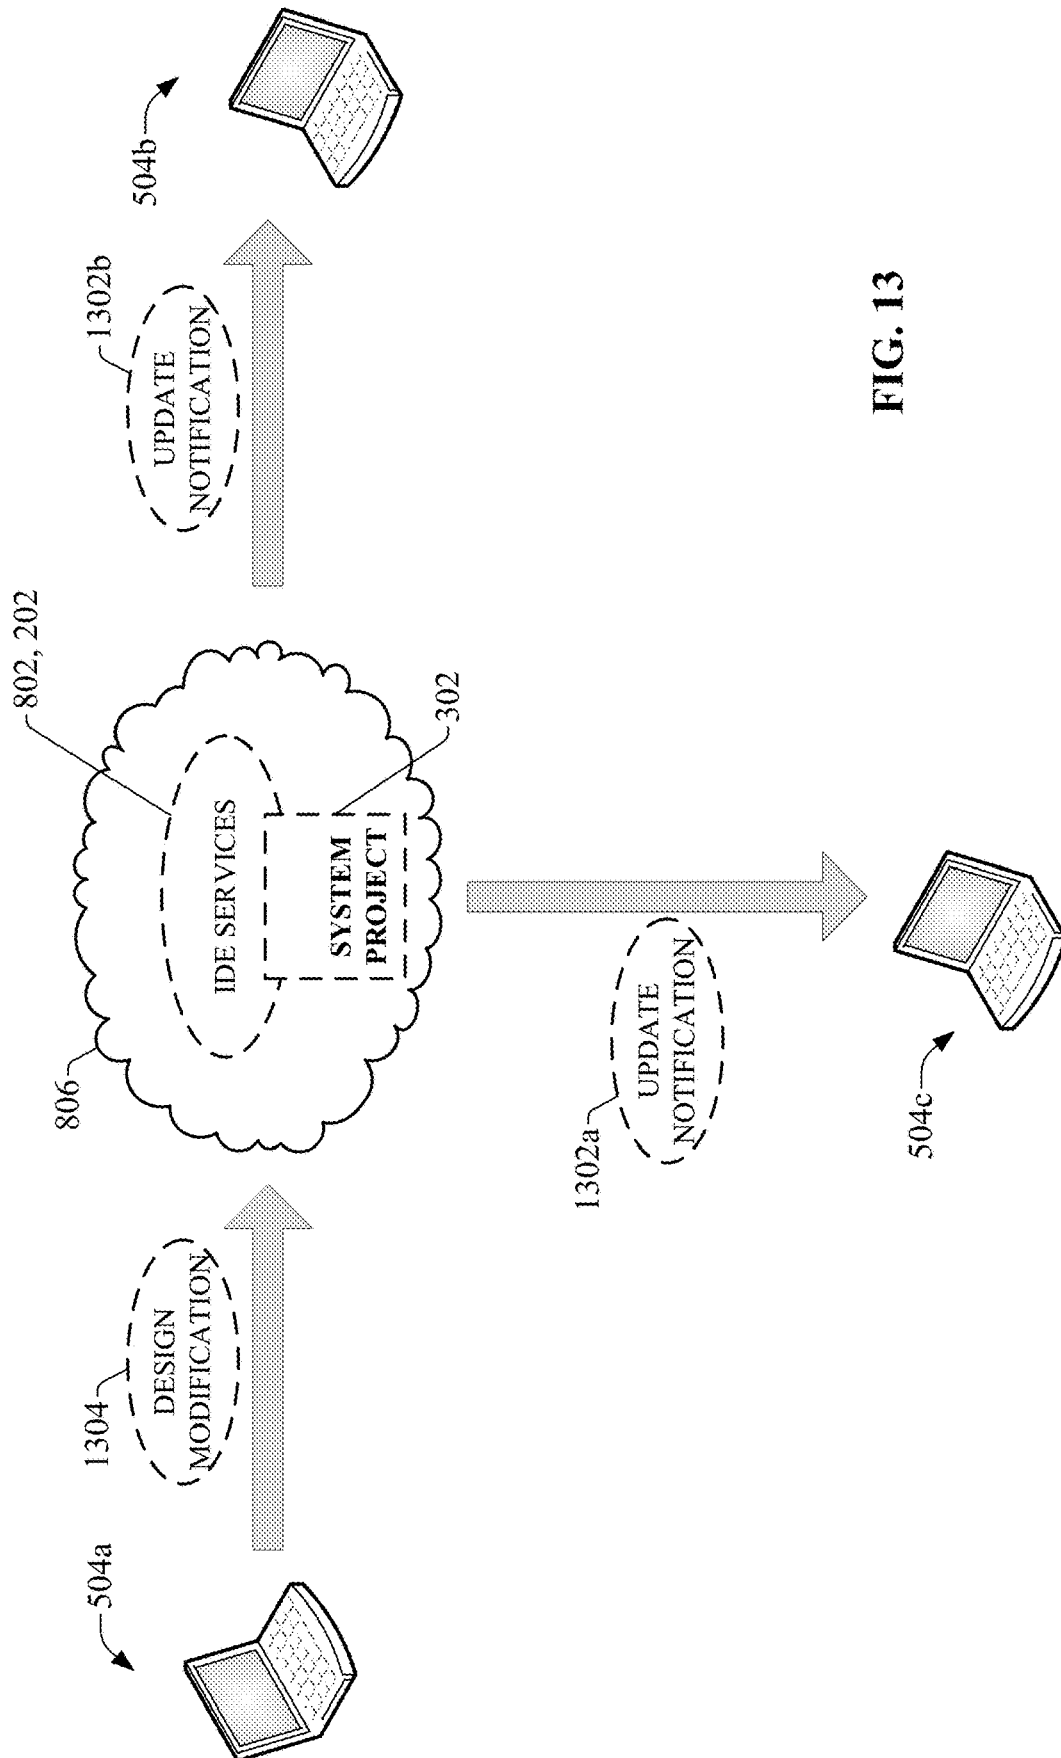 504a
1304
DESIGN
MODIFICATION
806
802, 202
IDE SERVICES
SYSTEM
PROJECT
302
1302b
UPDATE
NOTIFICATION
504b
1302a
UPDATE
NOTIFICATION
504c
FIG. 13